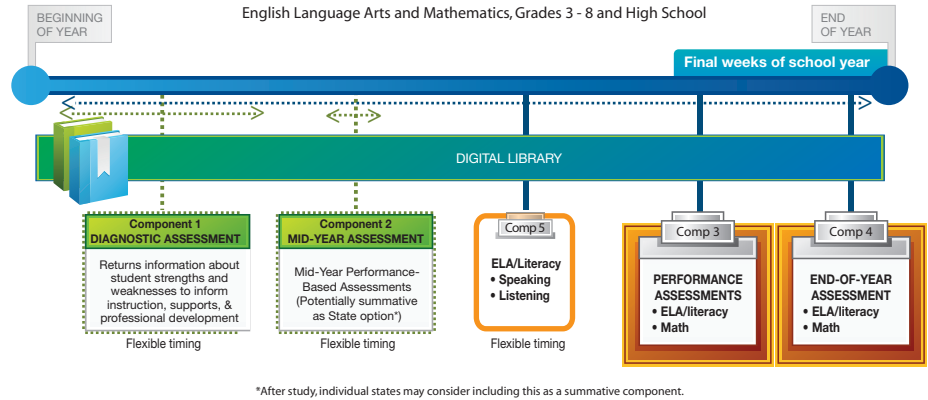 English Language Arts and Mathematics, Grades 3 - 8 and High School
BEGINNING
OF YEAR
END
OF YEAR
Final weeks of school year
DIGITAL LIBRARY
Component 1
DIAGNOSTIC ASSESSMENT
Returns information about
student strengths and
weaknesses to inform
instruction, supports, &
professional development
Flexible timing
Component 2
MID-YEAR ASSESSMENT
Mid-Year Performance-
Based Assessments
(Potentially summative
as State option*)
Flexible timing
Comp 5
ELA/Literacy
• Speaking
• Listening
Flexible timing
Comp 3
PERFORMANCE
ASSESSMENTS
• ELA/literacy
• Math
Comp 4
END-OF-YEAR
ASSESSMENT
• ELA/literacy
• Math
*After study, individual states may consider including this as a summative component.